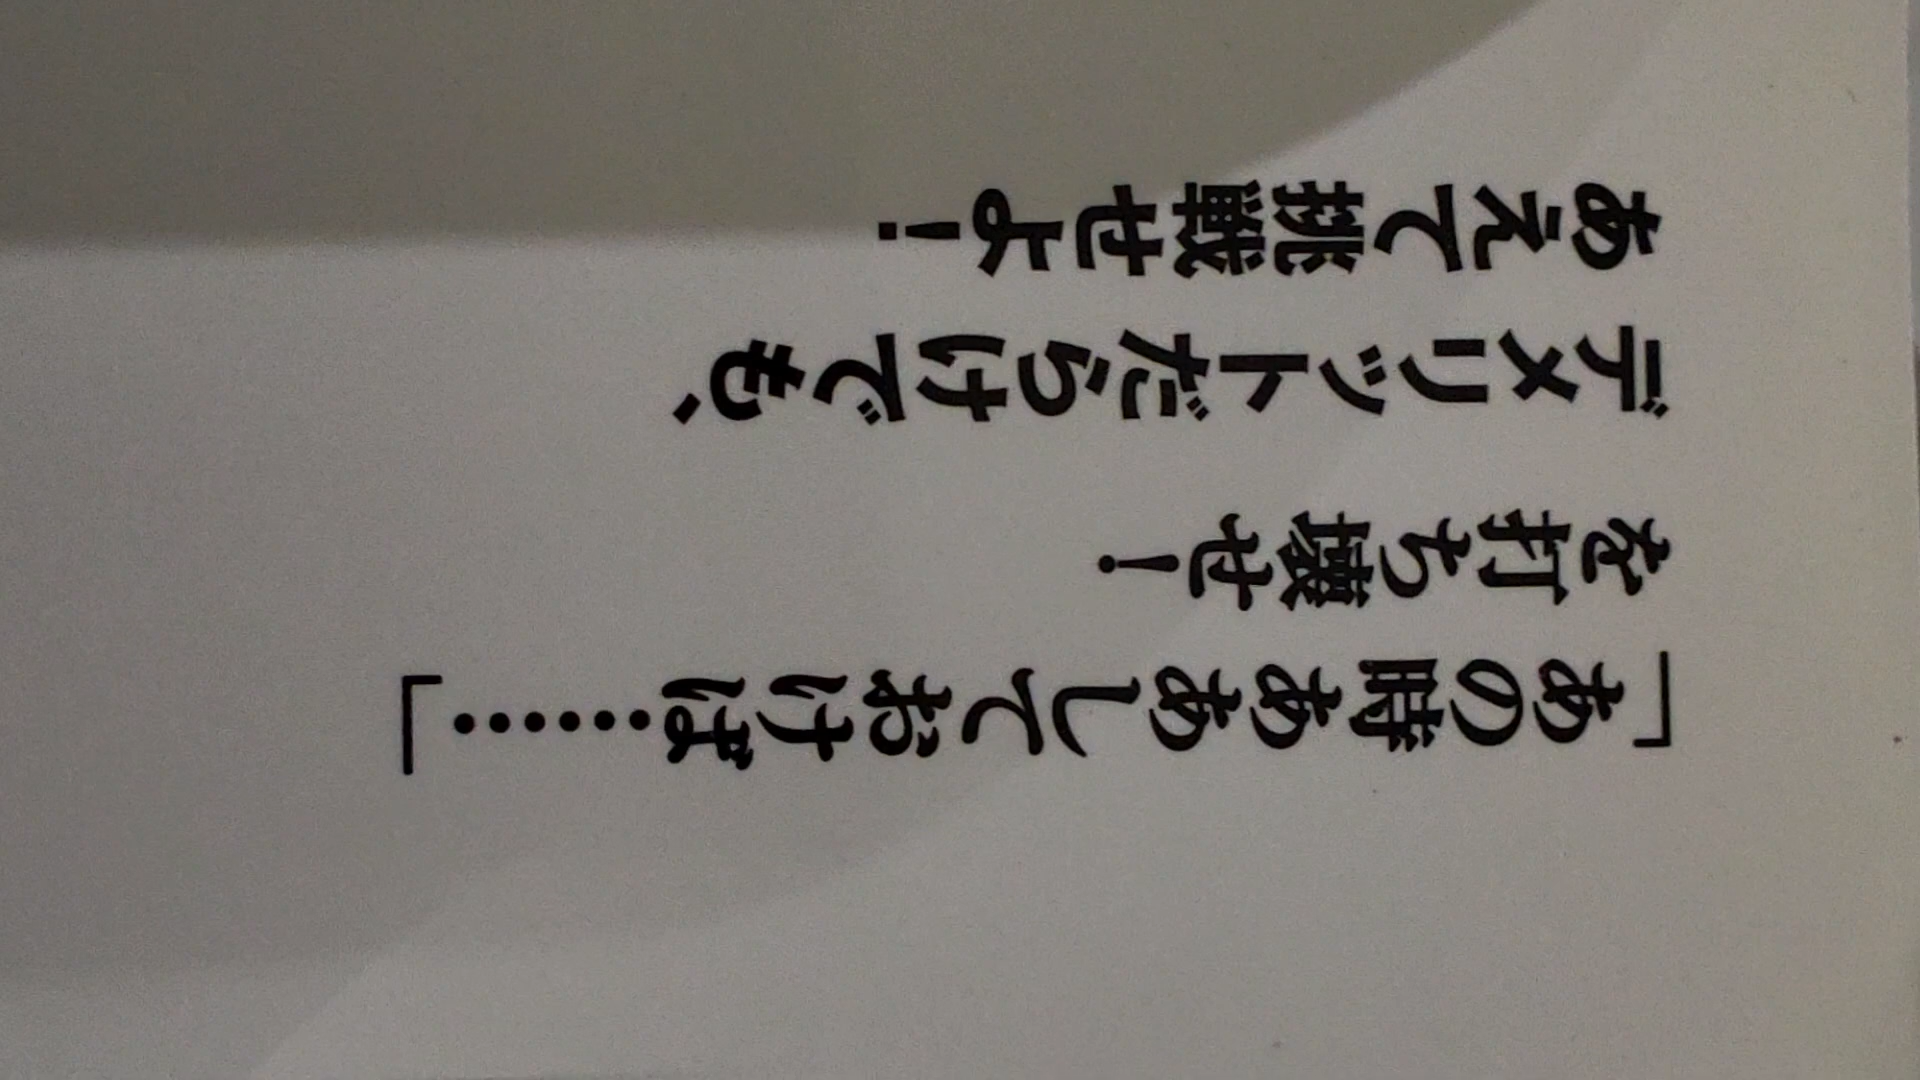 「あの時ああしておけば……」
を打ち壊せ！
デメリットだらけでも、
あえて挑戦せよ！